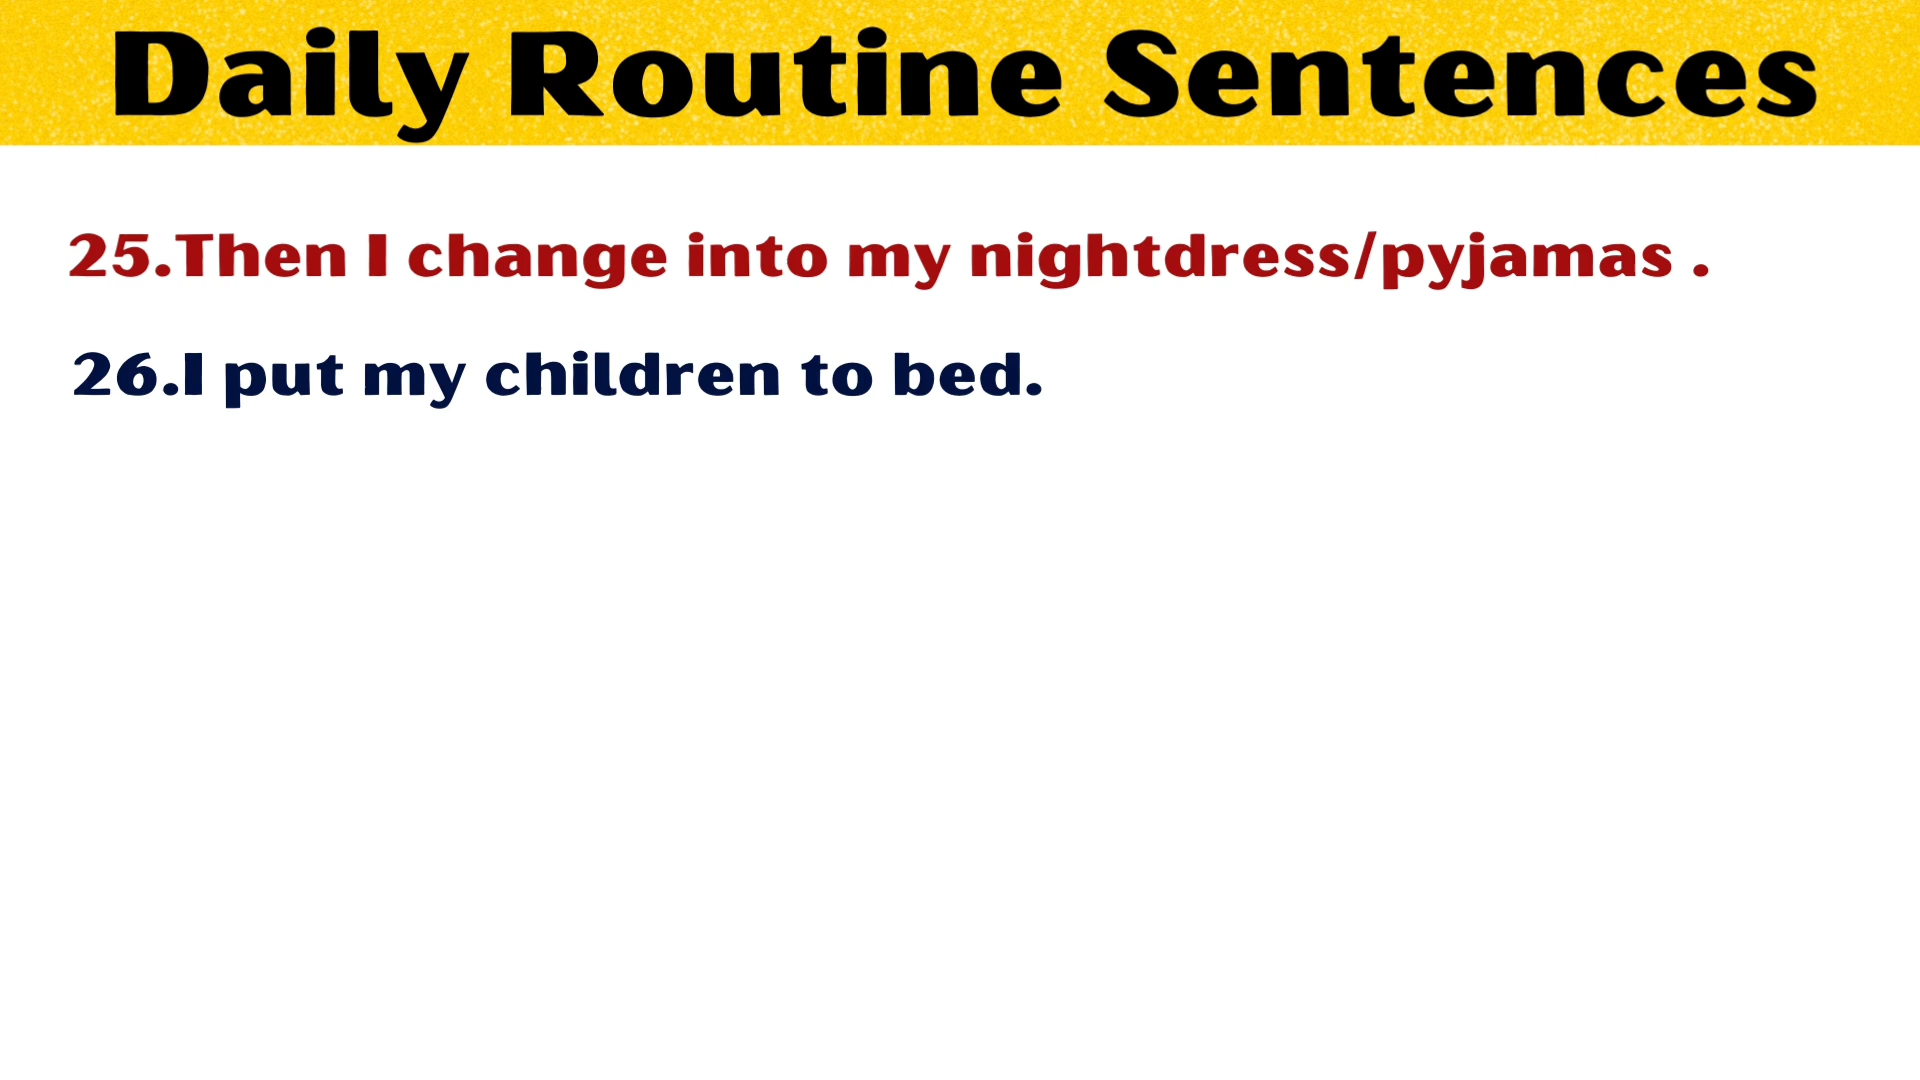 Daily Routine Sentences
25.Then I change into my nightdress/pyjamas .
26.I put my children to bed.